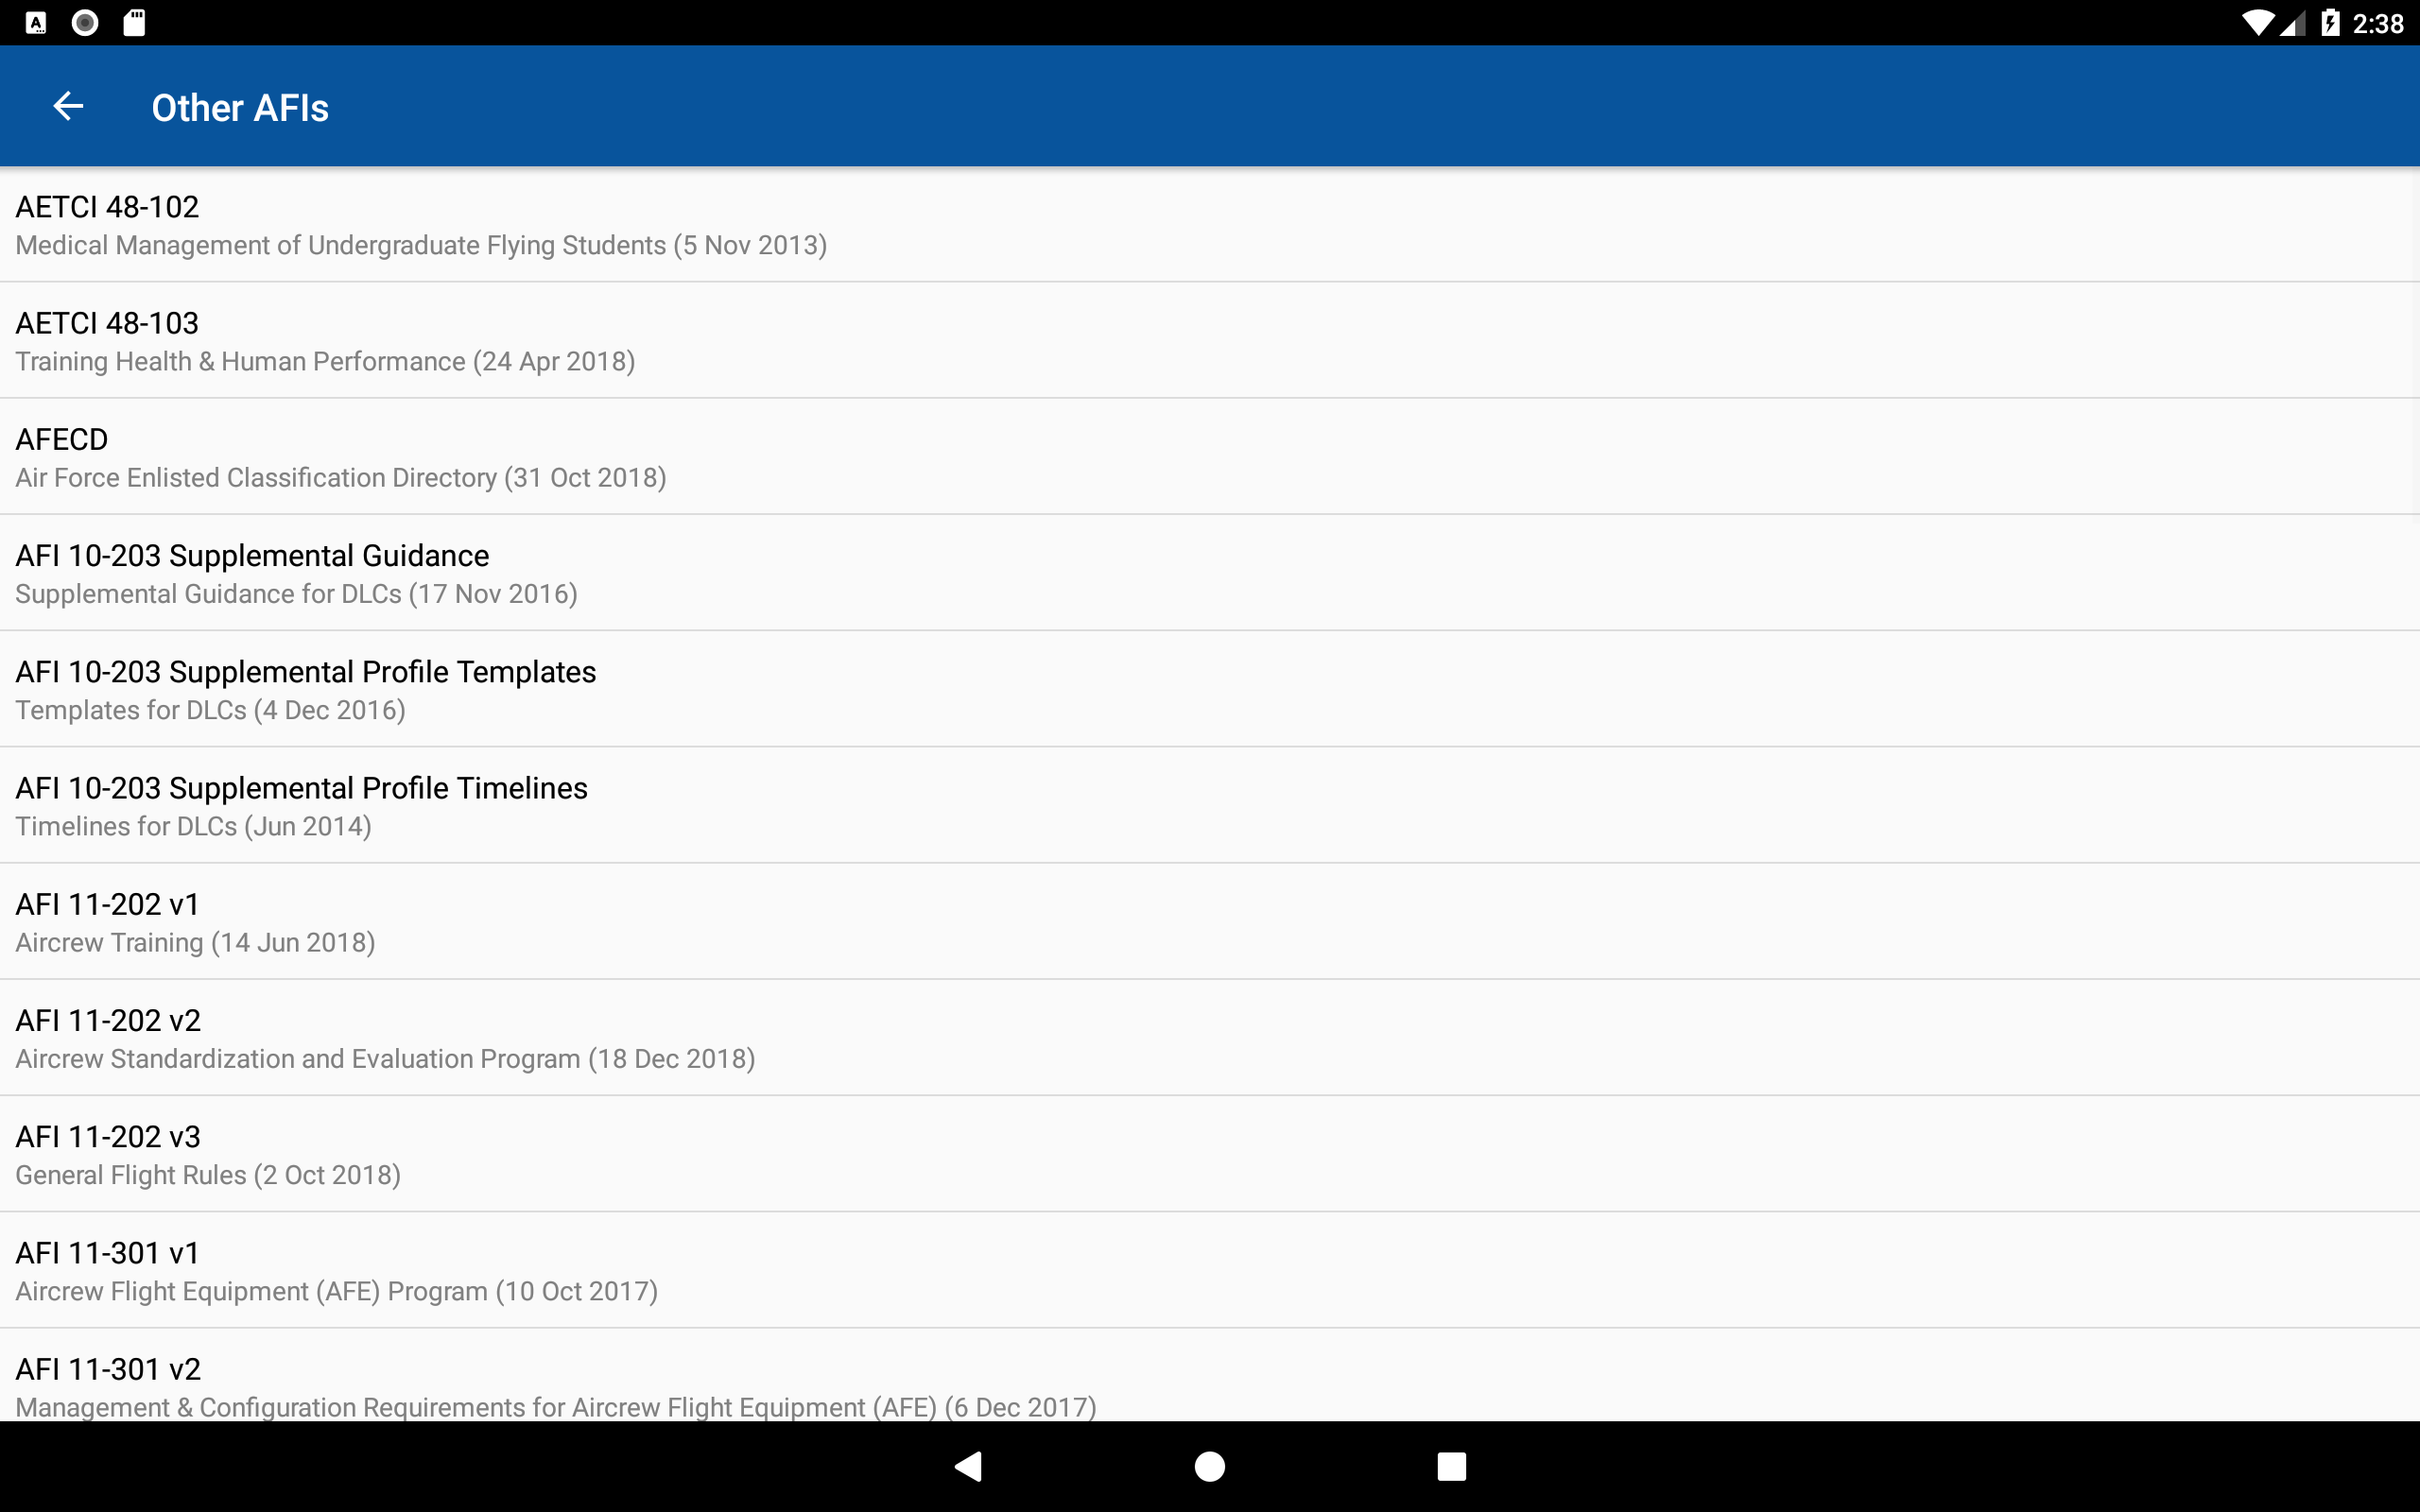 2:38
Other AFIs
AETCI 48-102
Medical Management of Undergraduate Flying Students (5 Nov 2013)
AETCI 48-103
Training Health & Human Performance (24 Apr 2018)
AFECD
Air Force Enlisted Classification Directory (31 Oct 2018)
AFI 10-203 Supplemental Guidance
Supplemental Guidance for DLCs (17 Nov 2016)
AFI 10-203 Supplemental Profile Templates
Templates for DLCs (4 Dec 2016)
AFI 10-203 Supplemental Profile Timelines
Timelines for DLCs (Jun 2014)
AFI 11-202 v1
Aircrew Training (14 Jun 2018)
AFI 11-202 v2
Aircrew Standardization and Evaluation Program (18 Dec 2018)
AFI 11-202 v3
General Flight Rules (2 Oct 2018)
AFI 11-301 v1
Aircrew Flight Equipment (AFE) Program (10 Oct 2017)
AFI 11-301 v2
Management & Configuration Requirements for Aircrew Flight Equipment (AFE) (6 Dec 2017)